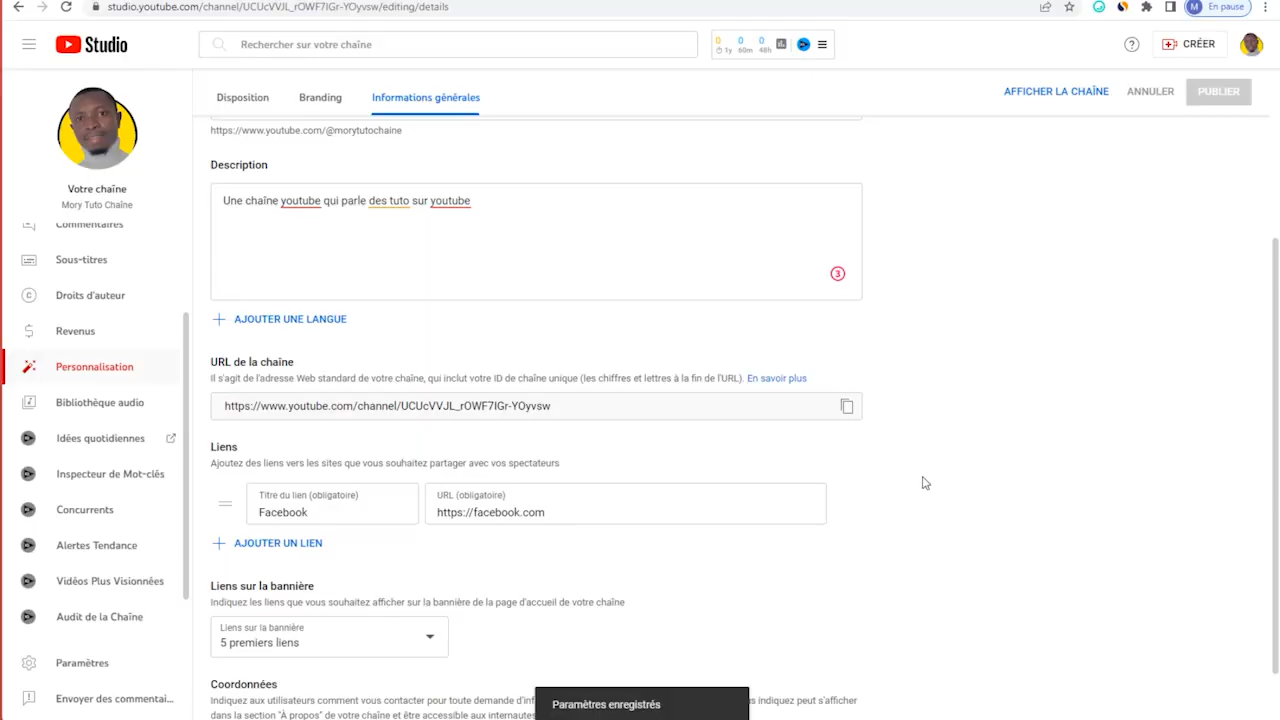 studio.youtube.com/channel/UCUcVVJL_rOWF7IGr-YOyvsw/editing/details
M En pause
Studio
Rechercher sur votre chaîne
0 0 0
1y 60m 48h
CRÉER
Disposition Branding Informations générales
AFFICHER LA CHAÎNE ANNULER PUBLIER
https://www.youtube.com/@morytutochaine
Votre chaîne
Mory Tuto Chaîne
Commentaires
Sous-titres
Droits d'auteur
Revenus
Personnalisation
Bibliothèque audio
Idées quotidiennes
Inspecteur de Mot-clés
Concurrents
Alertes Tendance
Vidéos Plus Visionnées
Audit de la Chaîne
Paramètres
Envoyer des commentai...
Description
Une chaîne youtube qui parle des tuto sur youtube
3
AJOUTER UNE LANGUE
URL de la chaîne
Il s'agit de l'adresse Web standard de votre chaîne, qui inclut votre ID de chaîne unique (les chiffres et lettres à la fin de l'URL). En savoir plus
https://www.youtube.com/channel/UCUcVVJL_rOWF7IGr-YOyvsw
Liens
Ajoutez des liens vers les sites que vous souhaitez partager avec vos spectateurs
Titre du lien (obligatoire)
Facebook
URL (obligatoire)
https://facebook.com
AJOUTER UN LIEN
Liens sur la bannière
Indiquez les liens que vous souhaitez afficher sur la bannière de la page d'accueil de votre chaîne
Liens sur la bannière
5 premiers liens
Coordonnées
Indiquez aux utilisateurs comment vous contacter pour toute demande d'inf us indiquez peut s'afficher
dans la section "À propos" de votre chaîne et être accessible aux internautes
Paramètres enregistrés